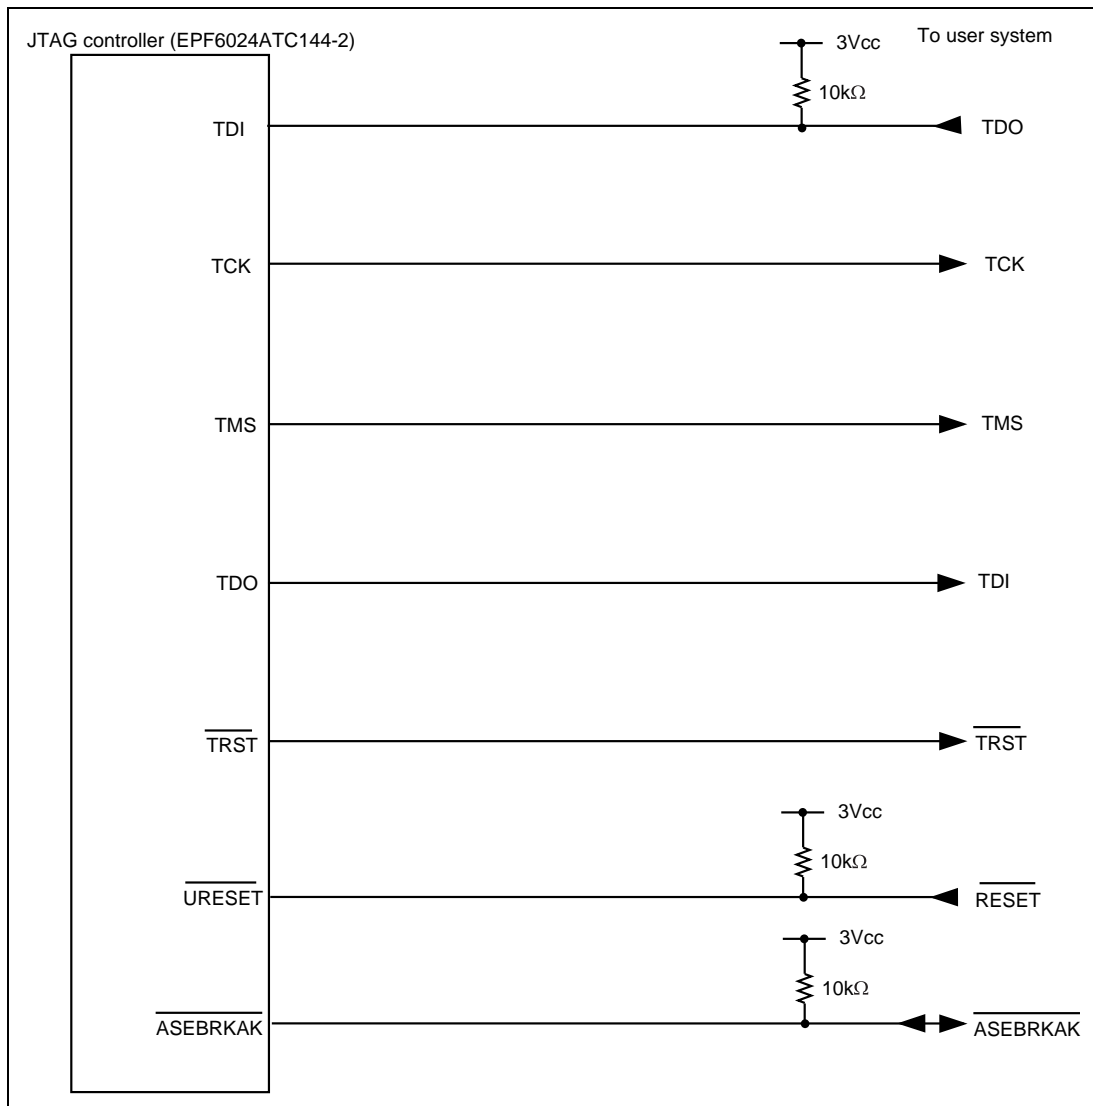 JTAG controller (EPF6024ATC144-2)
3Vcc
To user system
10kΩ
TDI
TDO
TCK
TCK
TMS
TMS
TDO
TDI
TRST
TRST
3Vcc
10kΩ
URESET
RESET
3Vcc
10kΩ
ASEBRKAK
ASEBRKAK